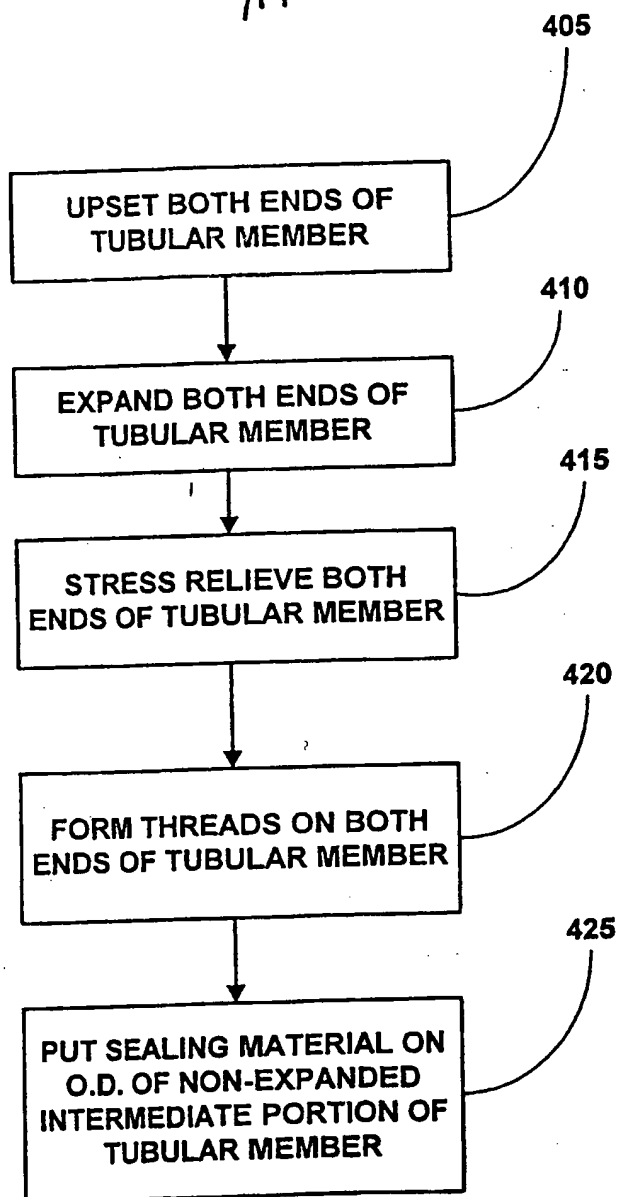 405
UPSET BOTH ENDS OF
TUBULAR MEMBER
410
EXPAND BOTH ENDS OF
TUBULAR MEMBER
415
STRESS RELIEVE BOTH
ENDS OF TUBULAR MEMBER
420
FORM THREADS ON BOTH
ENDS OF TUBULAR MEMBER
425
PUT SEALING MATERIAL ON
O.D. OF NON-EXPANDED
INTERMEDIATE PORTION OF
TUBULAR MEMBER